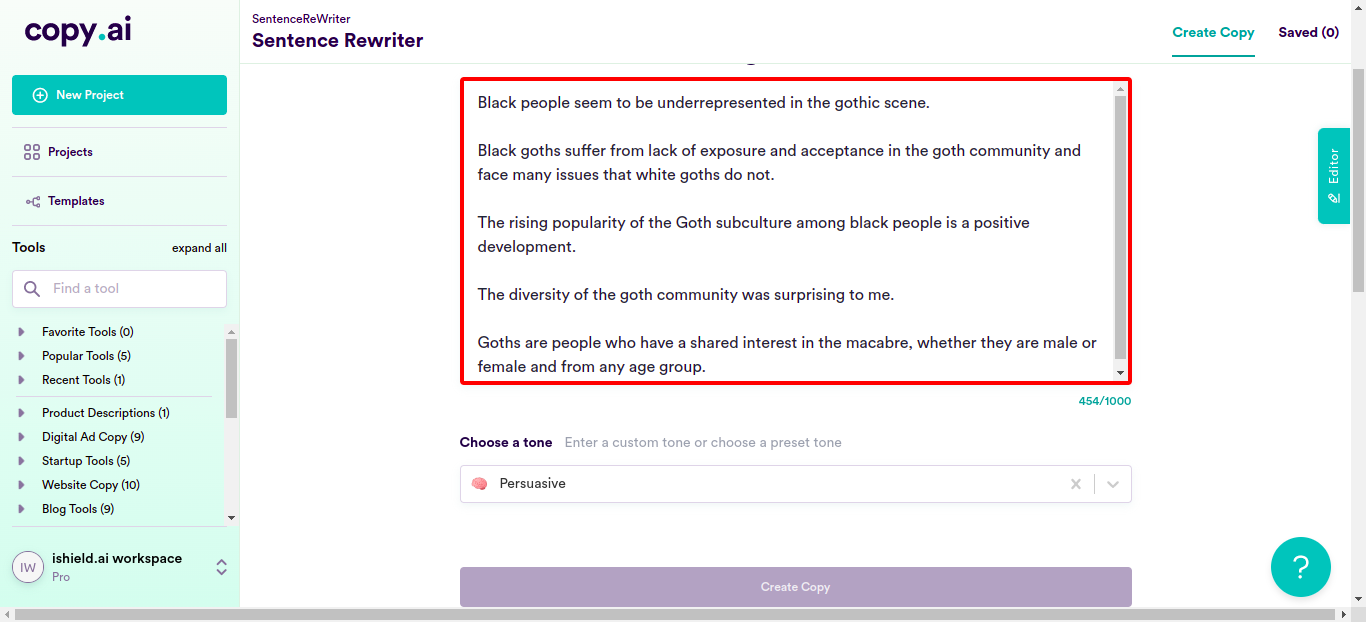 copy.ai
New Project
Projects
Templates
Tools
expand all
Find a tool
Favorite Tools (0)
Popular Tools (5)
Recent Tools (1)
Product Descriptions (1)
Digital Ad Copy (9)
Startup Tools (5)
Website Copy (10)
Blog Tools (9)
IW
ishield.ai workspace
Pro
SentenceReWriter
Sentence Rewriter
Create Copy
Saved (0)
Black people seem to be underrepresented in the gothic scene.
Black goths suffer from lack of exposure and acceptance in the goth community and
face many issues that white goths do not.
The rising popularity of the Goth subculture among black people is a positive
development.
The diversity of the goth community was surprising to me.
Goths are people who have a shared interest in the macabre, whether they are male or
female and from any age group.
454/1000
Choose a tone
Enter a custom tone or choose a preset tone
Persuasive
Create Copy
Editor
?